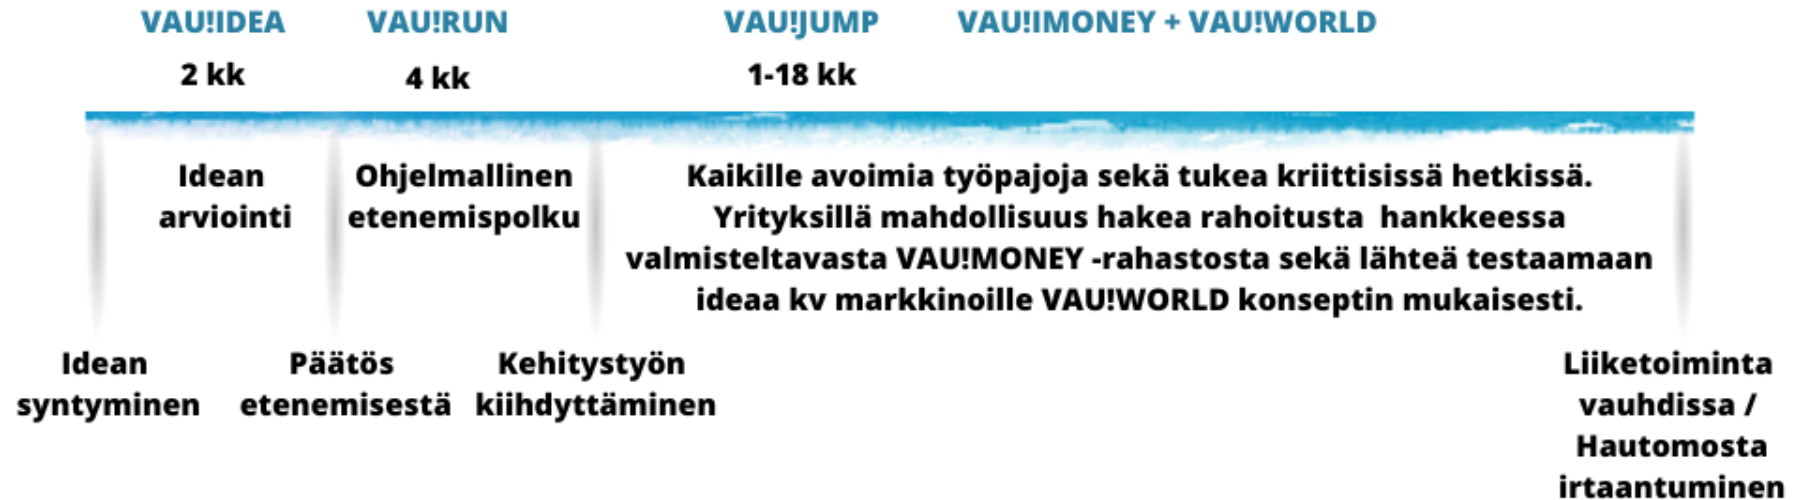 VAU!IDEA
VAU!RUN
VAU!JUMP
VAU!IMONEY + VAU!WORLD
2 kk
4 kk
1-18 kk
Idean
arviointi
Ohjelmallinen
etenemispolku
Kaikille avoimia työpajoja sekä tukea kriittisissä hetkissä.
Yrityksillä mahdollisuus hakea rahoitusta hankkeessa
valmisteltavasta VAU!MONEY -rahastosta sekä lähteä testaamaan
ideaa kv markkinoille VAU!WORLD konseptin mukaisesti.
Idean
syntyminen
Päätös
etenemisestä
Kehitystyön
kiihdyttäminen
Liiketoiminta
vauhdissa /
Hautomosta
irtaantuminen